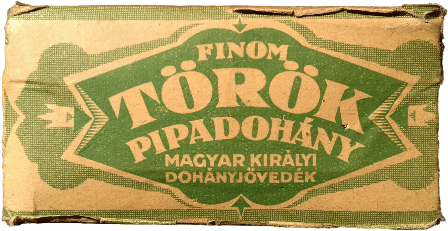 FINOM
TÖRÖK
PIPADOHÁNY
MAGYAR KIRÁLYI
DOHÁNYJÖVEDÉK